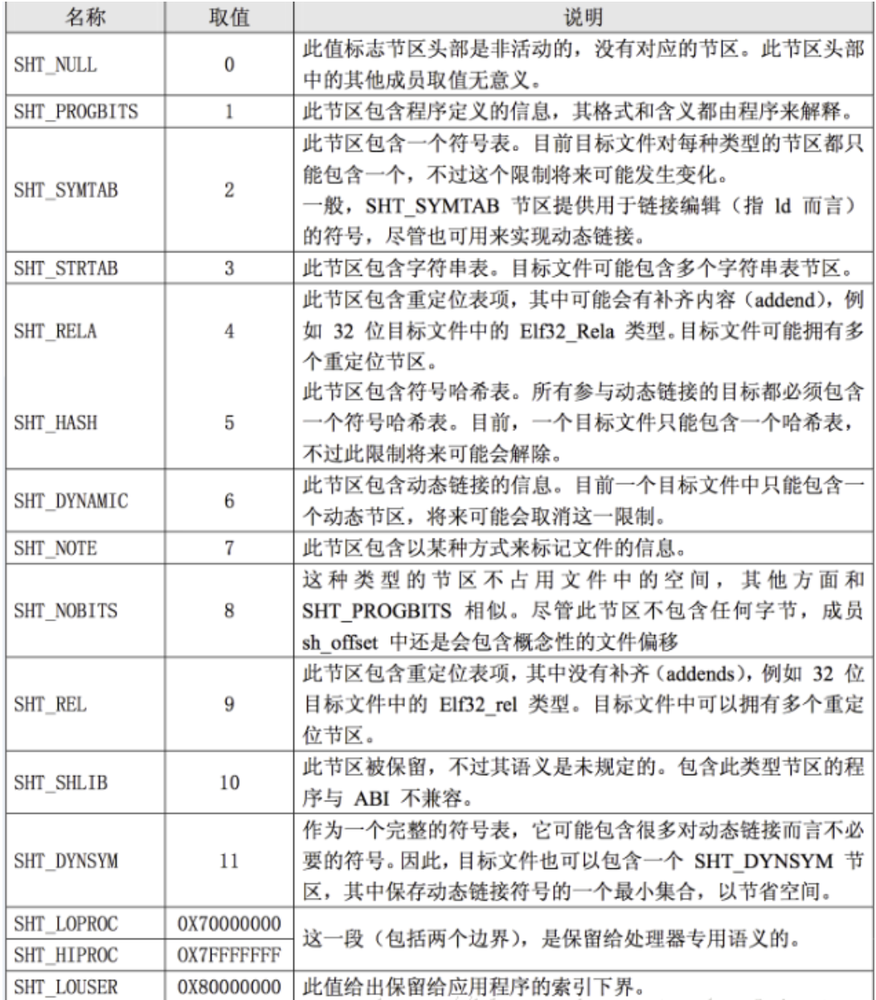 名称 取值 说明
SHT_NULL 0 此值标志节区头部是非活动的，没有对应的节区。此节区头部
中的其他成员取值无意义。
SHT_PROGBITS 1 此节区包含程序定义的信息，其格式和含义都由程序来解释。
此节区包含一个符号表。目前目标文件对每种类型的节区都只
能包含一个，不过这个限制将来可能发生变化。
SHT_SYMTAB 2
一般，SHT_SYMTAB 节区提供用于链接编辑（指 ld 而言）
的符号，尽管也可用来实现动态链接。
SHT_STRTAB 3 此节区包含字符串表。目标文件可能包含多个字符串表节区。
此节区包含重定位表项，其中可能会有补齐内容（addend），例
SHT_RELA 4 如 32 位目标文件中的 Elf32_Rela 类型。目标文件可能拥有多
个重定位节区。
此节区包含符号哈希表。所有参与动态链接的目标都必须包含
SHT_HASH 5 一个符号哈希表。目前，一个目标文件只能包含一个哈希表，
不过此限制将来可能会解除。
SHT_DYNAMIC 6 此节区包含动态链接的信息。目前一个目标文件中只能包含一
个动态节区，将来可能会取消这一限制。
SHT_NOTE 7 此节区包含以某种方式来标记文件的信息。
这种类型的节区不占用文件中的空间，其他方面和
SHT_NOBITS 8 SHT_PROGBITS 相似。尽管此节区不包含任何字节，成员
sh_offset 中还是会包含概念性的文件偏移
此节区包含重定位表项，其中没有补齐（addends），例如 32 位
SHT_REL 9 目标文件中的 Elf32_rel 类型。目标文件中可以拥有多个重定
位节区。
SHT_SHLIB 10 此节区被保留，不过其语义是未规定的。包含此类型节区的程
序与 ABI 不兼容。
作为一个完整的符号表，它可能包含很多对动态链接而言不必
SHT_DYNSYM 11 要的符号。因此，目标文件也可以包含一个 SHT_DYNSYM 节
区，其中保存动态链接符号的一个最小集合，以节省空间。
SHT_LOPROC 0X70000000 这一段（包括两个边界），是保留给处理器专用语义的。
SHT_HIPROC 0X7FFFFFFF
SHT_LOUSER 0X80000000 此值给出保留给应用程序的索引下界。